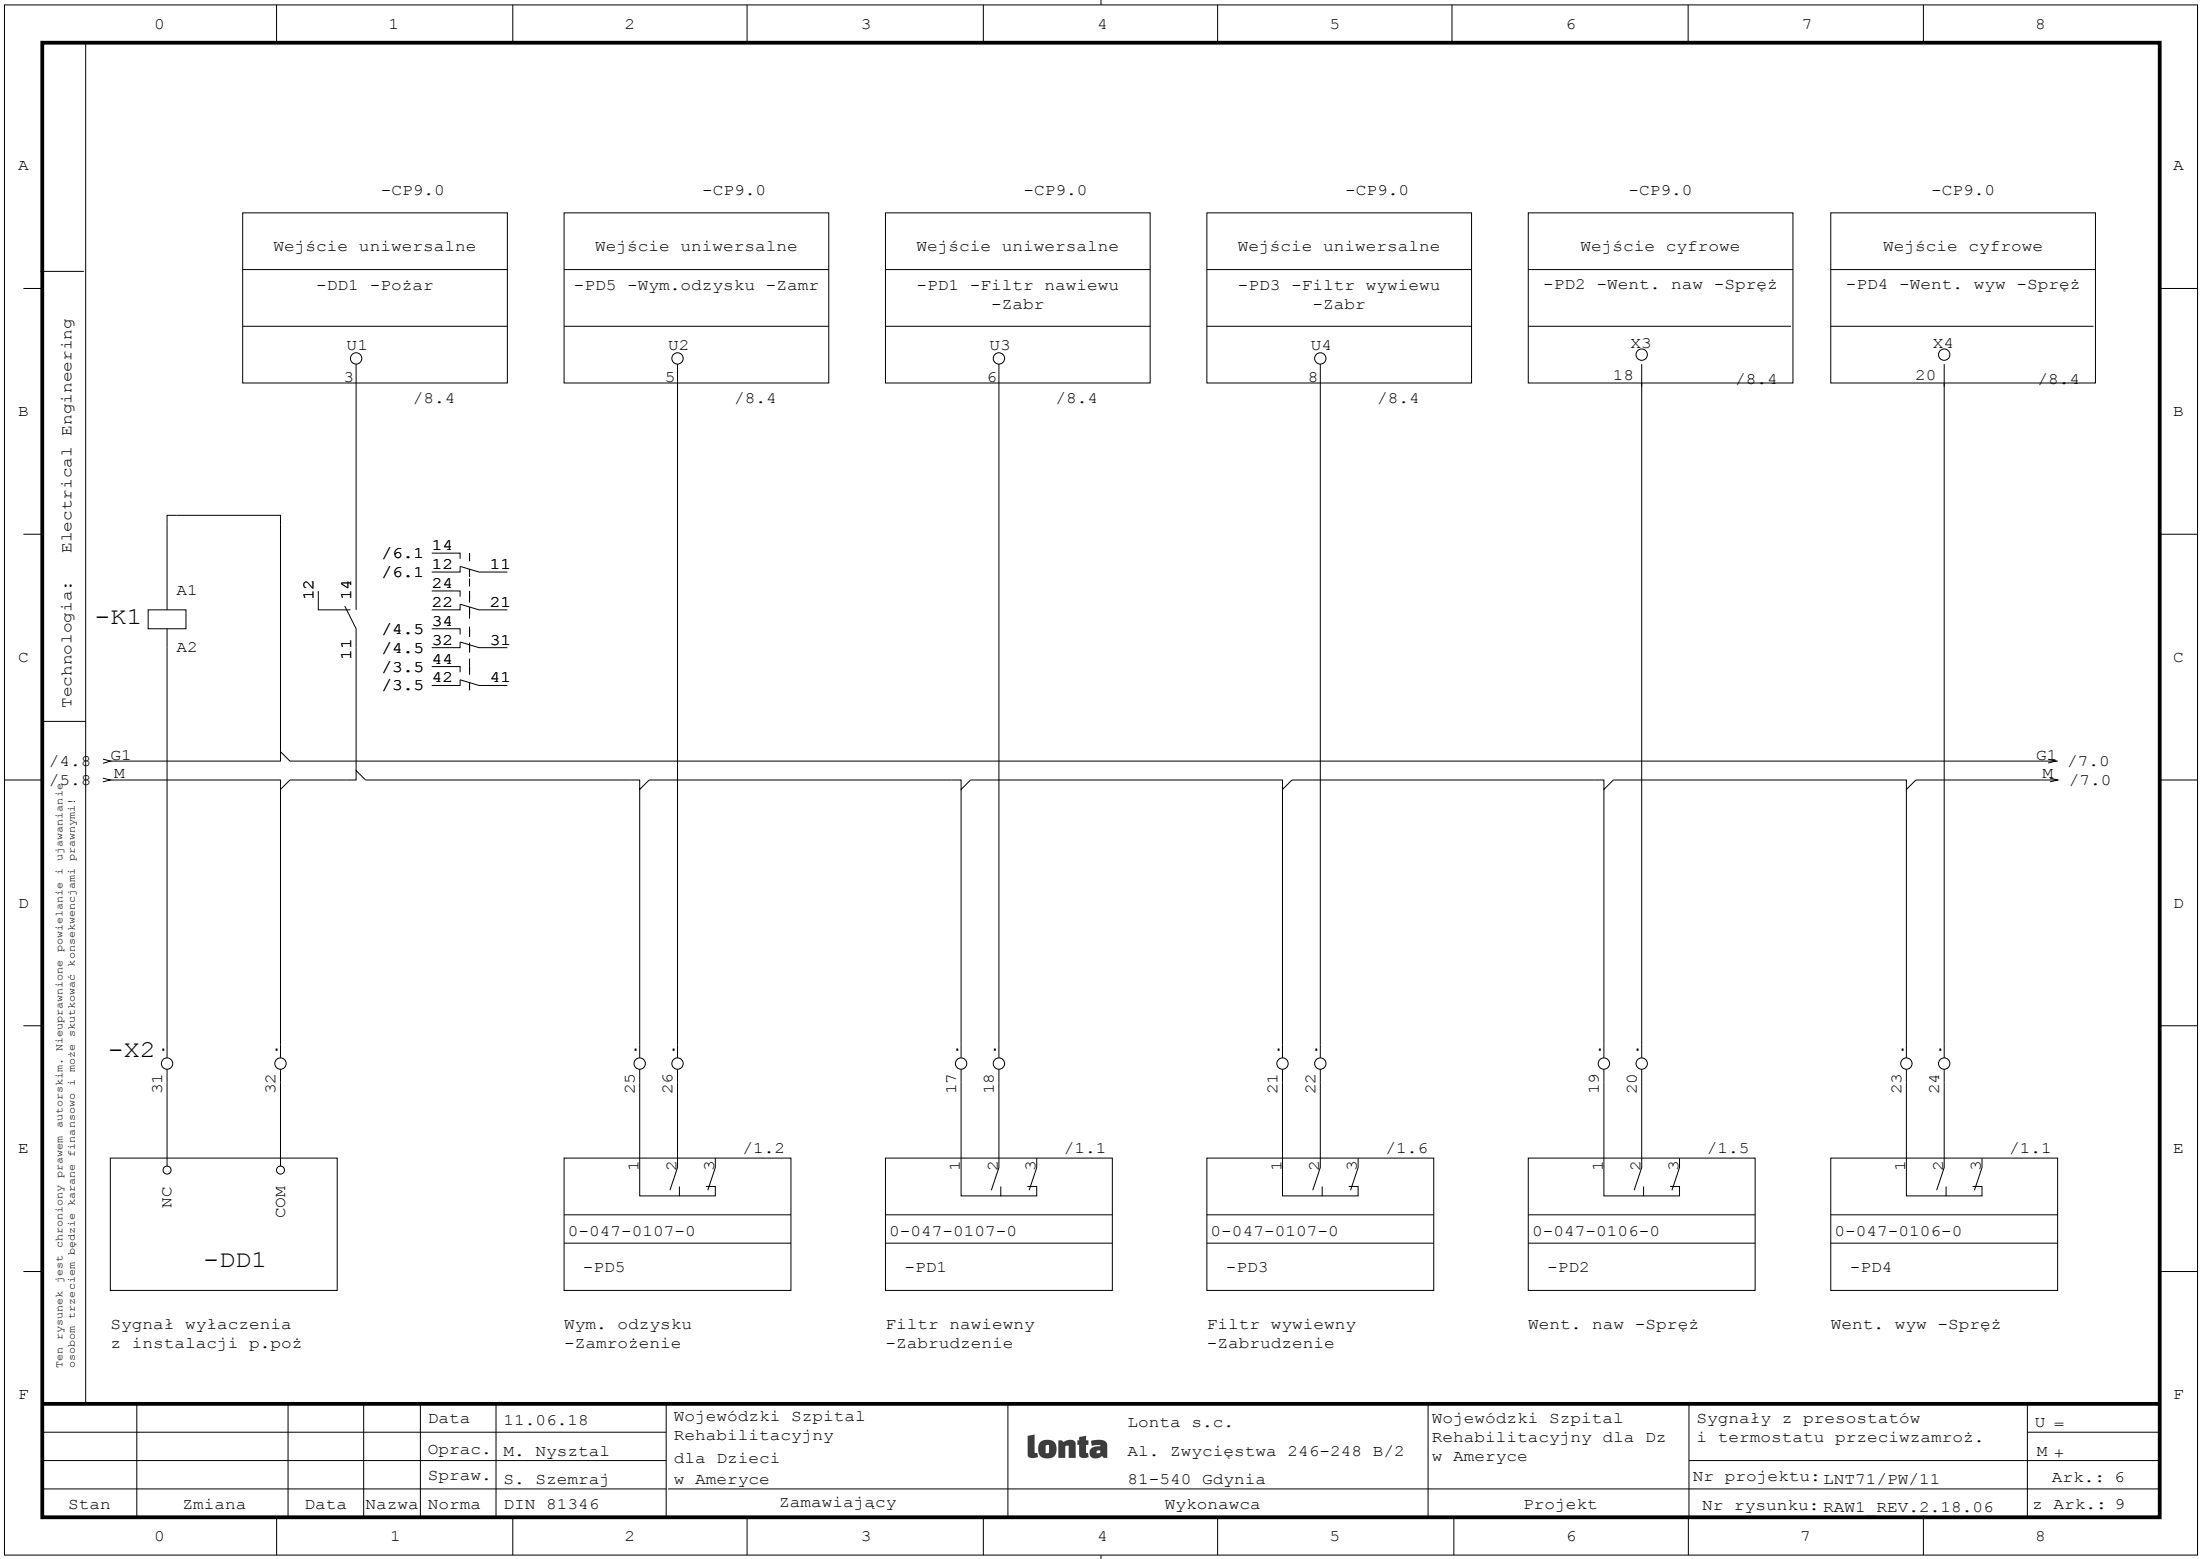 0 1 2 3 4 5 6 7 8
A A
-CP9.0 -CP9.0 -CP9.0 -CP9.0 -CP9.0 -CP9.0
Wejście uniwersalne Wejście uniwersalne Wejście uniwersalne Wejście uniwersalne Wejście cyfrowe Wejście cyfrowe
-DD1 -Pożar -PD5 -Wym.odzysku -Zamr -PD1 -Filtr nawiewu -PD3 -Filtr wywiewu -PD2 -Went. naw -Spręż -PD4 -Went. wyw -Spręż
-Zabr -Zabr
U1 U2 U3 U4 X3 X4
3 5 6 8 18 20
/8.4 /8.4
/8.4 /8.4 /8.4 /8.4
B B
Technologia: Electrical Engineering
/6.1 14
/6.1 12 11
24
22 21
/4.5 34
/4.5 32 31
/3.5 44
/3.5 42 41
12 14
11
A1
-K1
A2
C C
/4.8 G1 G1 /7.0
/5.8 M M /7.0
Ten rysunek jest chroniony prawem autorskim. Nieuprawnione powielanie i ujawanianie
osobom trzeciem będzie karane finansowo i może skutkować konsekwencjami prawnymi!
D D
-X2
31 32 25 26 17 18 21 22 19 20 23 24
E E
/1.2 /1.1 /1.6 /1.5 /1.1
1 2 3 1 2 3 1 2 3 1 2 3 1 2 3
NC COM
0-047-0107-0 0-047-0107-0 0-047-0107-0 0-047-0106-0 0-047-0106-0
-DD1 -PD5 -PD1 -PD3 -PD2 -PD4
Sygnał wyłaczenia Wym. odzysku Filtr nawiewny Filtr wywiewny Went. naw -Spręż Went. wyw -Spręż
z instalacji p.poż -Zamrożenie -Zabrudzenie -Zabrudzenie
F F
Data 11.06.18
Oprac. M. Nysztal
Spraw. S. Szemraj
Stan Zmiana Data Nazwa Norma DIN 81346
Wojewódzki Szpital
Rehabilitacyjny
dla Dzieci
w Ameryce
Zamawiający
lonta
Lonta s.c.
Al. Zwycięstwa 246-248 B/2
81-540 Gdynia
Wykonawca
Wojewódzki Szpital
Rehabilitacyjny dla Dz
w Ameryce
Projekt
Sygnały z presostatów
i termostatu przeciwzamroż.
Nr projektu: LNT71/PW/11
Nr rysunku: RAW1_REV.2.18.06
U =
M +
Ark.: 6
z Ark.: 9
0 1 2 3 4 5 6 7 8